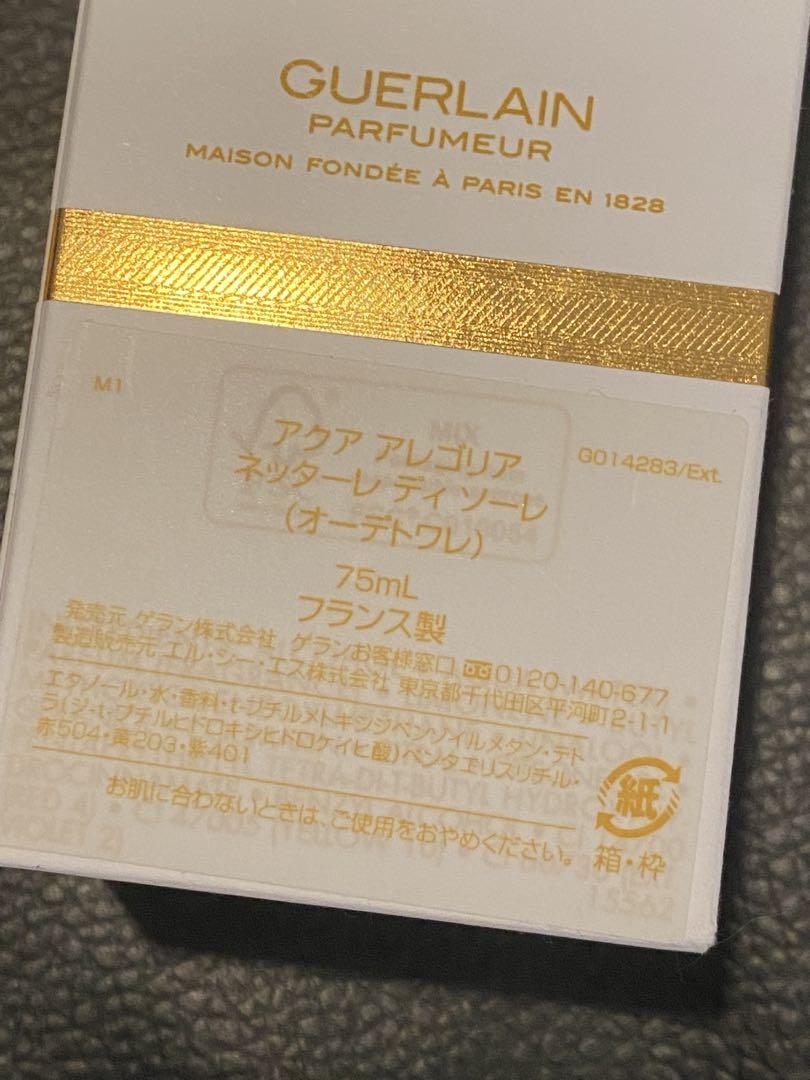 GUERLAIN
PARFUMEUR
MAISON FONDÉE À PARIS EN 1828
M1
MIX
アクア アレゴリア
G014283/Ext.
ネッターレ ディ ソーレ
(オーデトワレ)
75mL
フランス製
発売元 ゲラン株式会社 ゲランお客様窓口 0120-140-677
製造販売元 エル・シー・エス株式会社 東京都千代田区平河町2-1-1
エタノール・水・香料・t-ブチルメトキシジベンゾイルメタン・テト
ラ(ジ-t-ブチルヒドロキシヒドロケイヒ酸)ペンタエリスリチル・
赤504・黄203・紫401
お肌に合わないときは、ご使用をおやめください。
紙
箱・枠